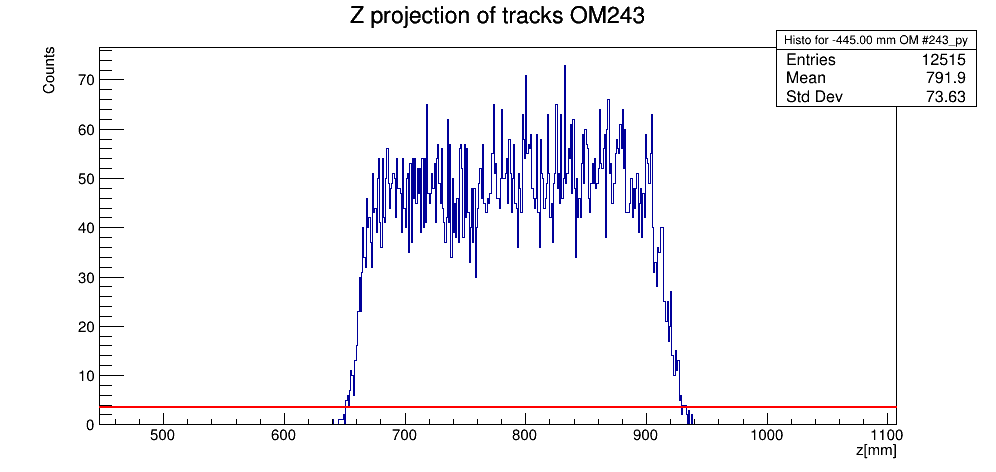 Z projection of tracks OM243
Histo for -445.00 mm OM #243_py
Entries 12515
Mean 791.9
Std Dev 73.63
Counts
70
60
50
40
30
20
10
0
500 600 700 800 900 1000 1100
z[mm]